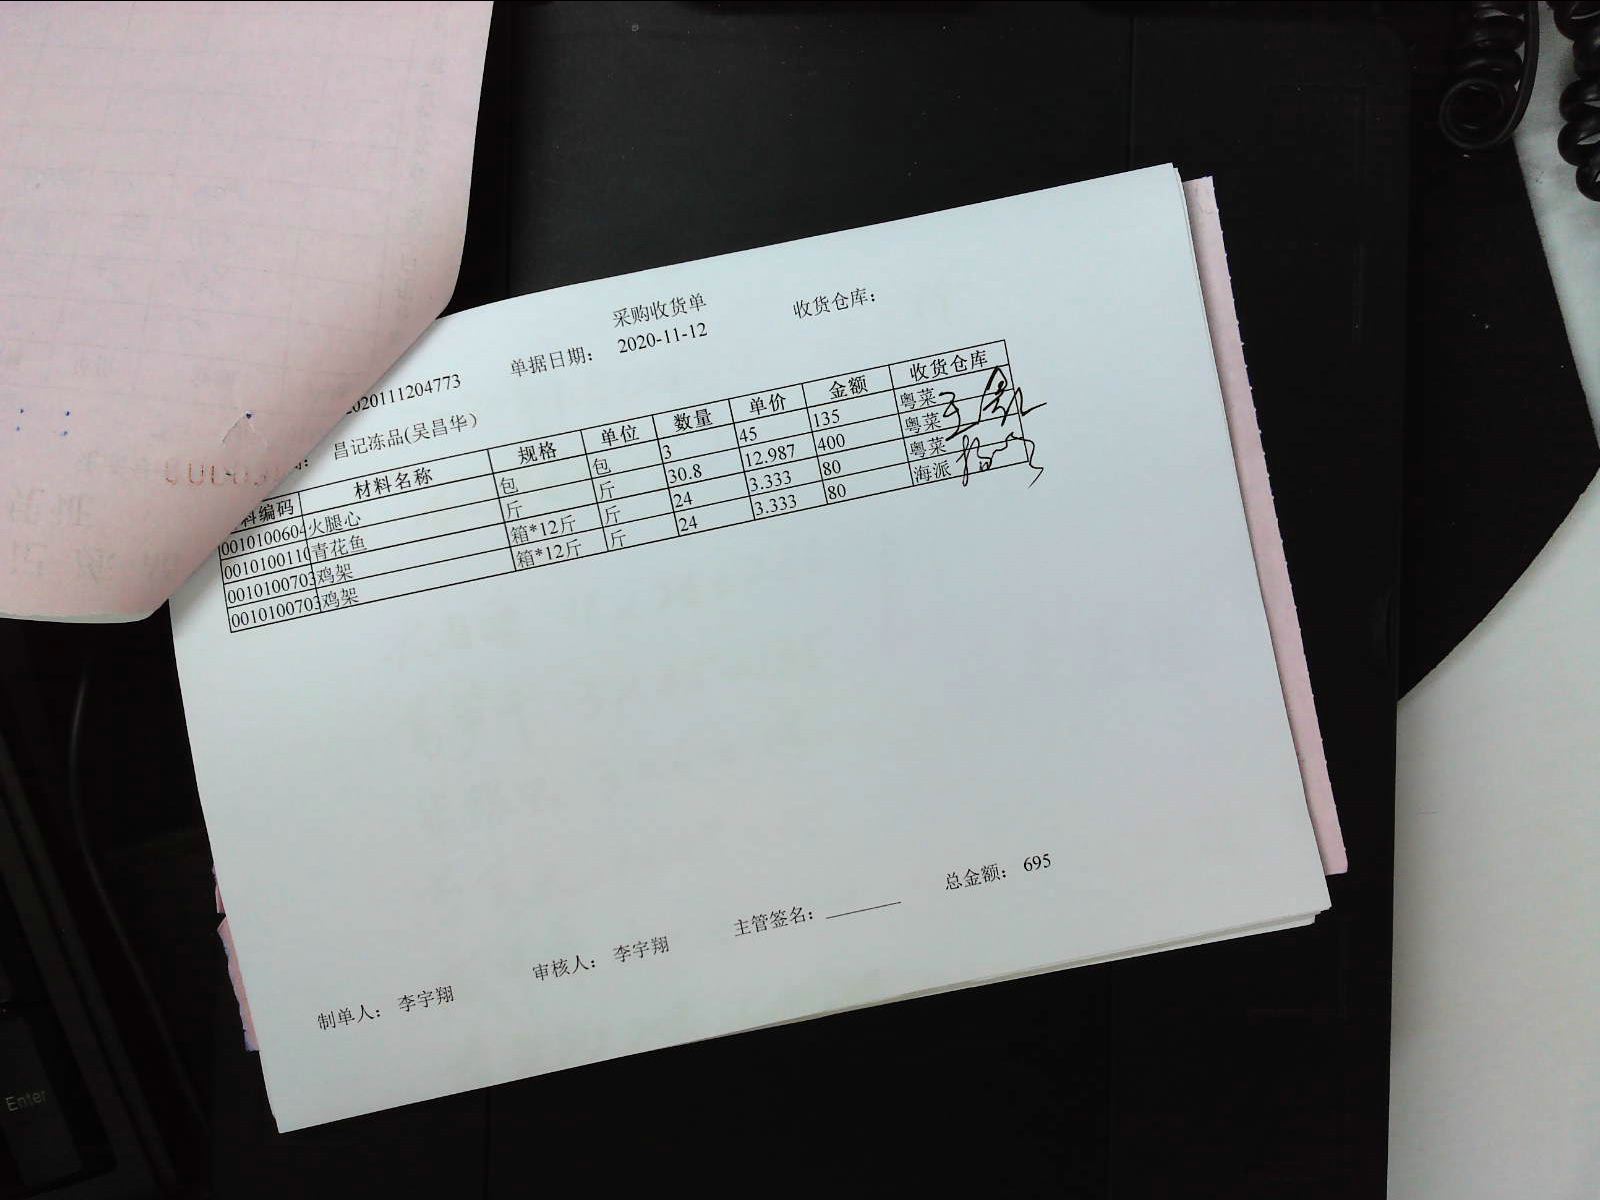 采购收货单 收货仓库：
单据日期： 2020-11-12
020111204773
昌记冻品(吴昌华）
料编码 材料名称 规格 单位 数量 单价 金额 收货仓库
0010100604 火腿心 包 包 3 45 135 粤菜
0010100110 青花鱼 斤 斤 30.8 12.987 400 粤菜
0010100703 鸡架 箱*12斤 斤 24 3.333 80 粤菜
0010100703 鸡架 箱*12斤 斤 24 3.333 80 海派
总金额： 695
制单人： 李宇翔 审核人： 李宇翔 主管签名：
Enter